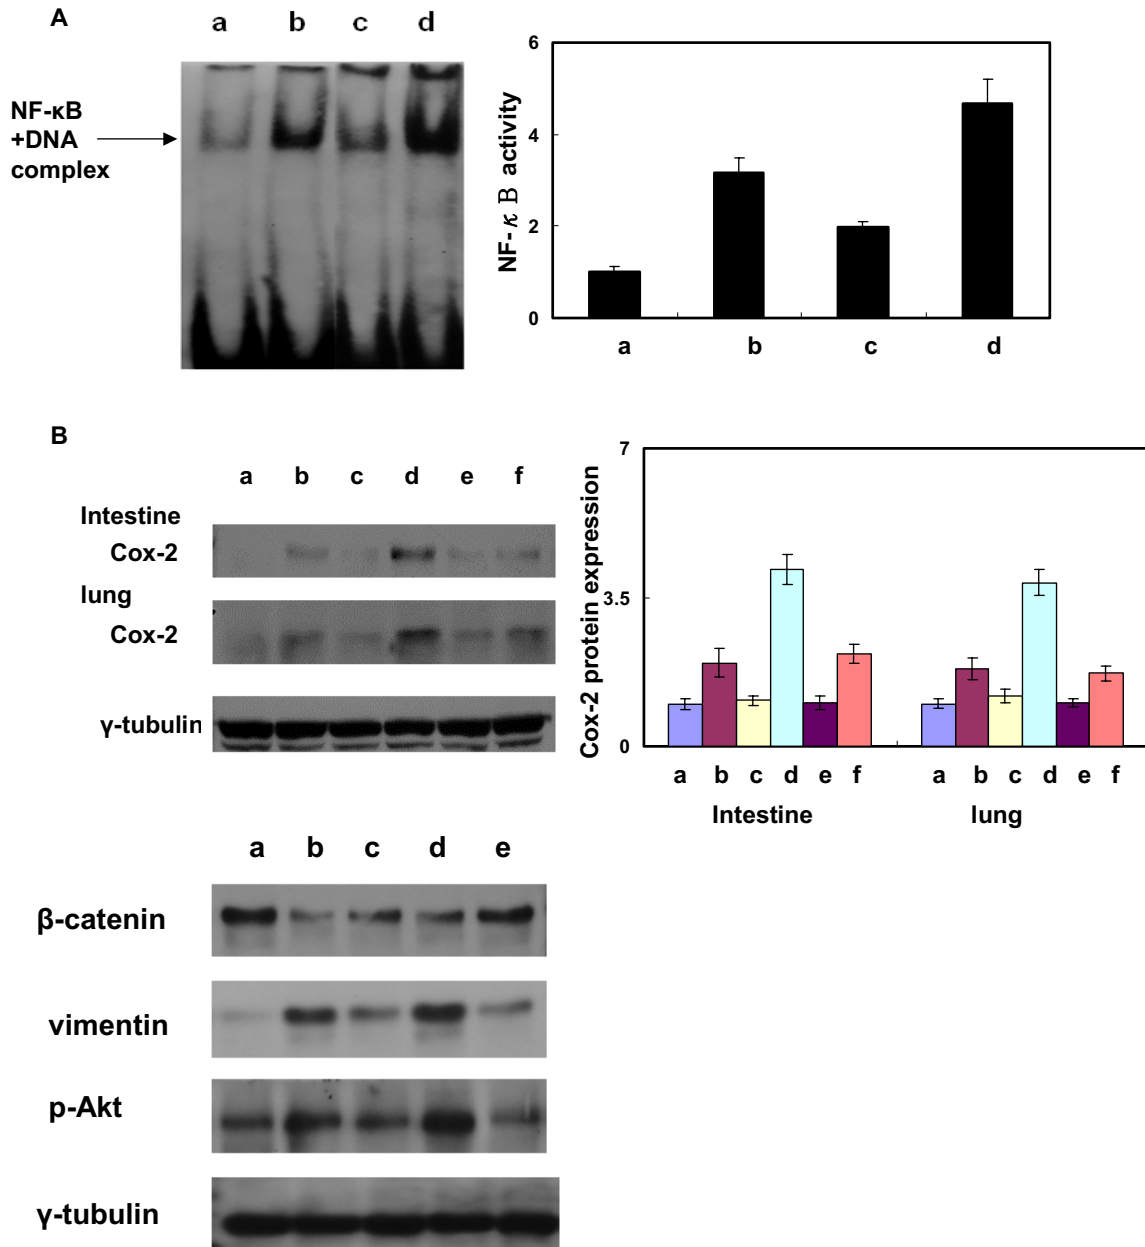 A
a b c d
NF-κB
+DNA
complex
NF-κ B activity
6
4
2
0
a b c d
B
a b c d e f
Intestine
Cox-2
lung
Cox-2
γ-tubulin
Cox-2 protein expression
7
3.5
0
a b c d e f a b c d e f
Intestine lung
a b c d e
β-catenin
vimentin
p-Akt
γ-tubulin